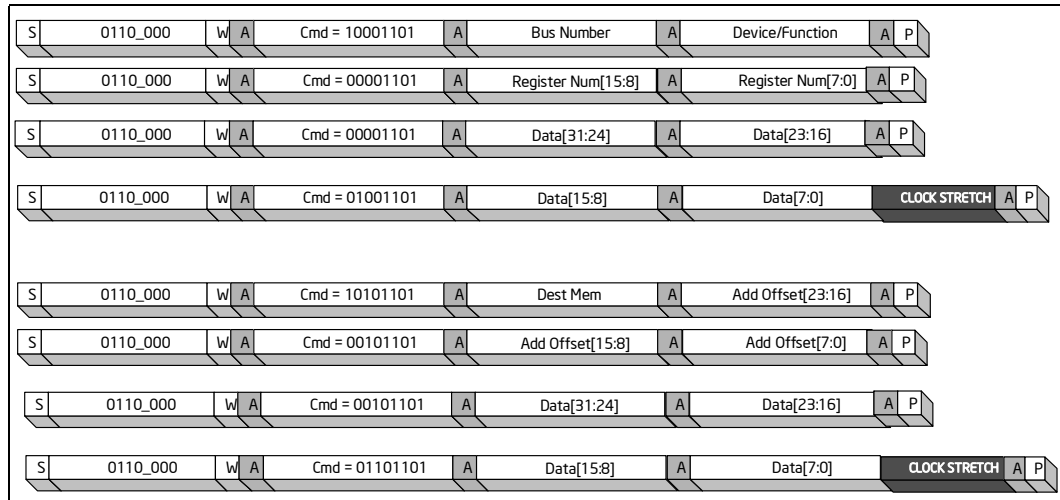 S 0110_000 W A Cmd = 10001101 A Bus Number A Device/Function A P
S 0110_000 W A Cmd = 00001101 A Register Num[15:8] A Register Num[7:0] A P
S 0110_000 W A Cmd = 00001101 A Data[31:24] A Data[23:16] A P
S 0110_000 W A Cmd = 01001101 A Data[15:8] A Data[7:0] CLOCK STRETCH A P
S 0110_000 W A Cmd = 10101101 A Dest Mem A Add Offset[23:16] A P
S 0110_000 W A Cmd = 00101101 A Add Offset[15:8] A Add Offset[7:0] A P
S 0110_000 W A Cmd = 00101101 A Data[31:24] A Data[23:16] A P
S 0110_000 W A Cmd = 01101101 A Data[15:8] A Data[7:0] CLOCK STRETCH A P